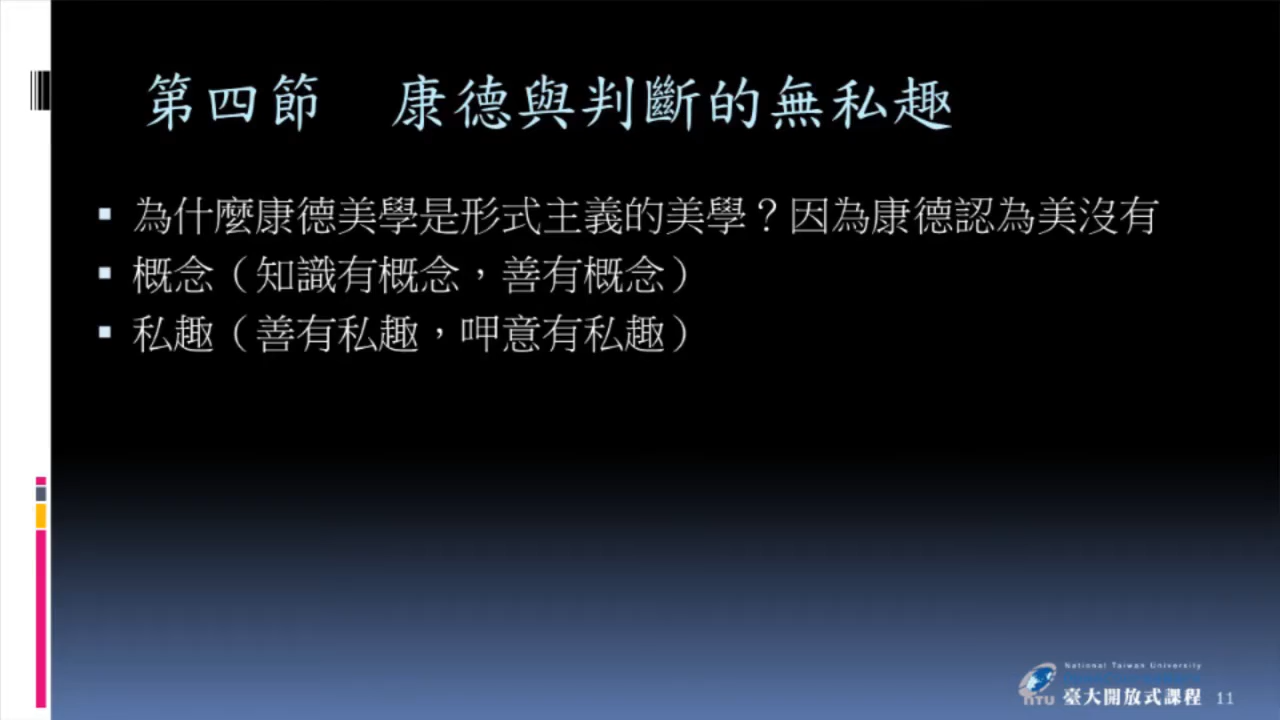 第四節　康德與判斷的無私趣
為什麼康德美學是形式主義的美學？因為康德認為美沒有
概念（知識有概念，善有概念）
私趣（善有私趣，呷意有私趣）
National Taiwan University
NTU 臺大開放式課程 11